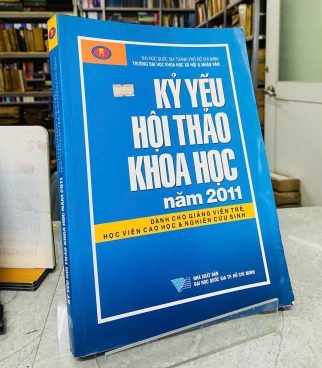 ĐẠI HỌC QUỐC GIA THÀNH PHỐ HỒ CHÍ MINH
TRƯỜNG ĐẠI HỌC KHOA HỌC XÃ HỘI & NHÂN VĂN
KỶ YẾU
HỘI THẢO
KHOA HỌC
năm 2011
DÀNH CHO GIẢNG VIÊN TRẺ,
HỌC VIÊN CAO HỌC & NGHIÊN CỨU SINH
NHÀ XUẤT BẢN
ĐẠI HỌC QUỐC GIA TP. HỒ CHÍ MINH
KỶ YẾU HỘI THẢO KHOA HỌC NĂM 2011